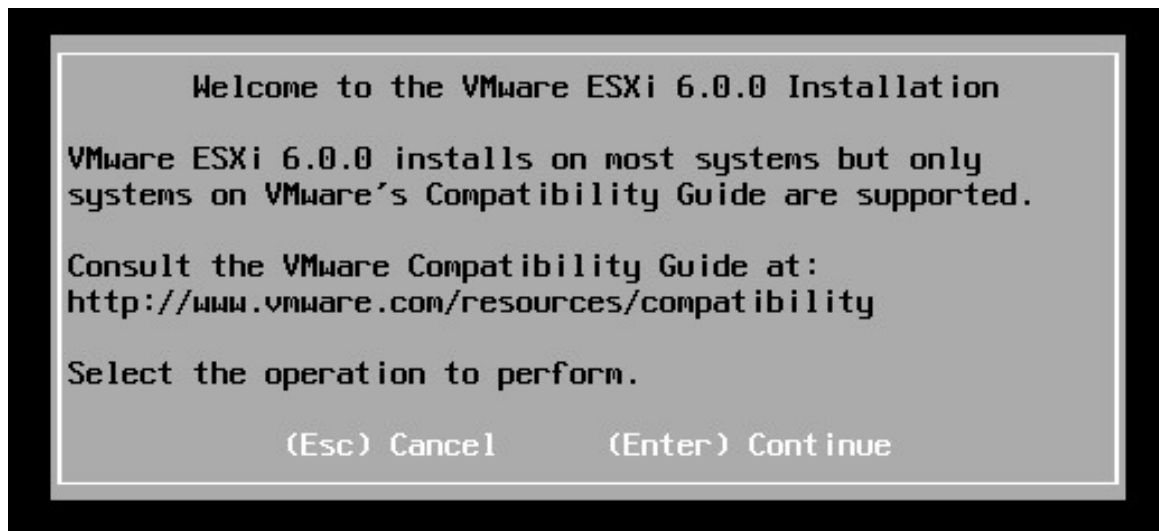 Welcome to the VMware ESXi 6.0.0 Installation
VMware ESXi 6.0.0 installs on most systems but only
systems on VMware's Compatibility Guide are supported.
Consult the VMware Compatibility Guide at:
http://www.vmware.com/resources/compatibility
Select the operation to perform.
(Esc) Cancel (Enter) Continue